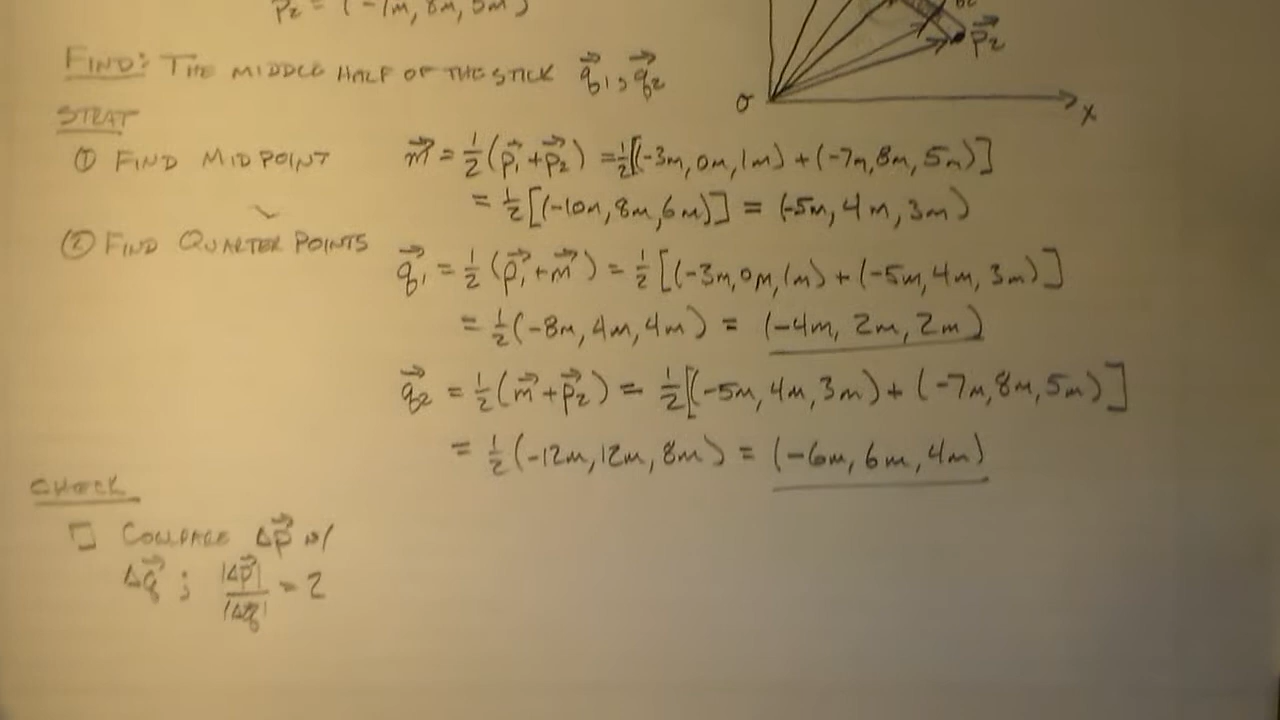 p⃗₂ = (-7m, 8m, 5m)
p⃗₂
FIND: THE MIDDLE HALF OF THE STICK q⃗₁, q⃗₂
O
X
STRAT
① FIND MIDPOINT
m⃗ = ½(p⃗₁+p⃗₂) = ½[(-3m, 0m, 1m) + (-7m, 8m, 5m)]
= ½[(-10m, 8m, 6m)] = (-5m, 4m, 3m)
② FIND QUARTER POINTS
q⃗₁ = ½(p⃗₁+m⃗) = ½[(-3m, 0m, 1m) + (-5m, 4m, 3m)]
= ½(-8m, 4m, 4m) = (-4m, 2m, 2m)
q⃗₂ = ½(m⃗+p⃗₂) = ½[(-5m, 4m, 3m) + (-7m, 8m, 5m)]
= ½(-12m, 12m, 8m) = (-6m, 6m, 4m)
CHECK
□ COMPARE Δp⃗ w/
Δq⃗ ; |Δp⃗|/|Δq⃗| = 2